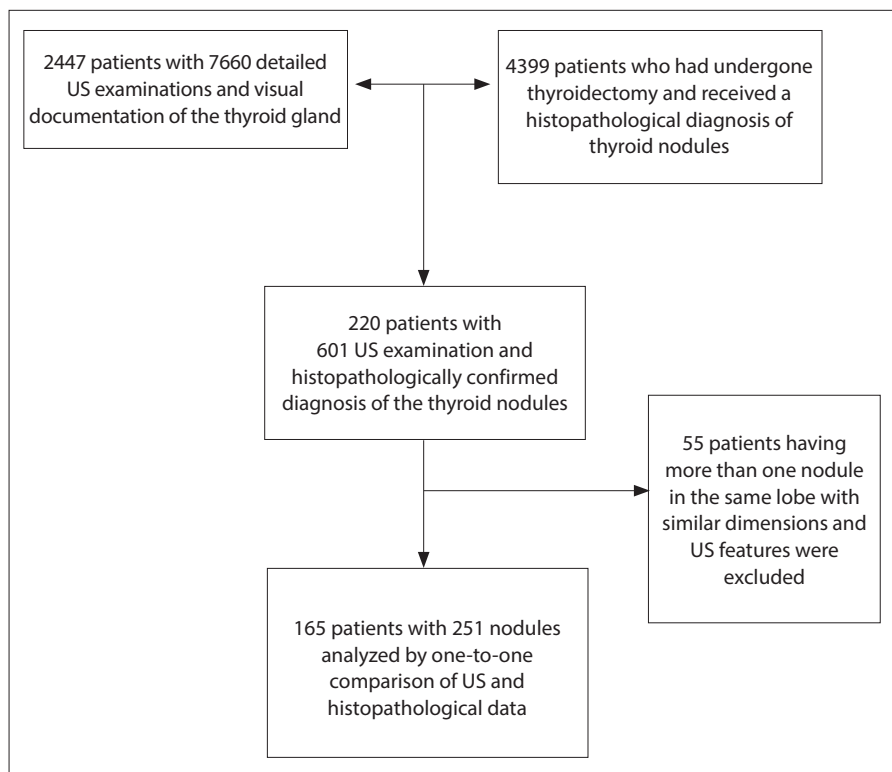 2447 patients with 7660 detailed
US examinations and visual
documentation of the thyroid gland
4399 patients who had undergone
thyroidectomy and received a
histopathological diagnosis of
thyroid nodules
220 patients with
601 US examination and
histopathologically confirmed
diagnosis of the thyroid nodules
55 patients having
more than one nodule
in the same lobe with
similar dimensions and
US features were
excluded
165 patients with 251 nodules
analyzed by one-to-one
comparison of US and
histopathological data